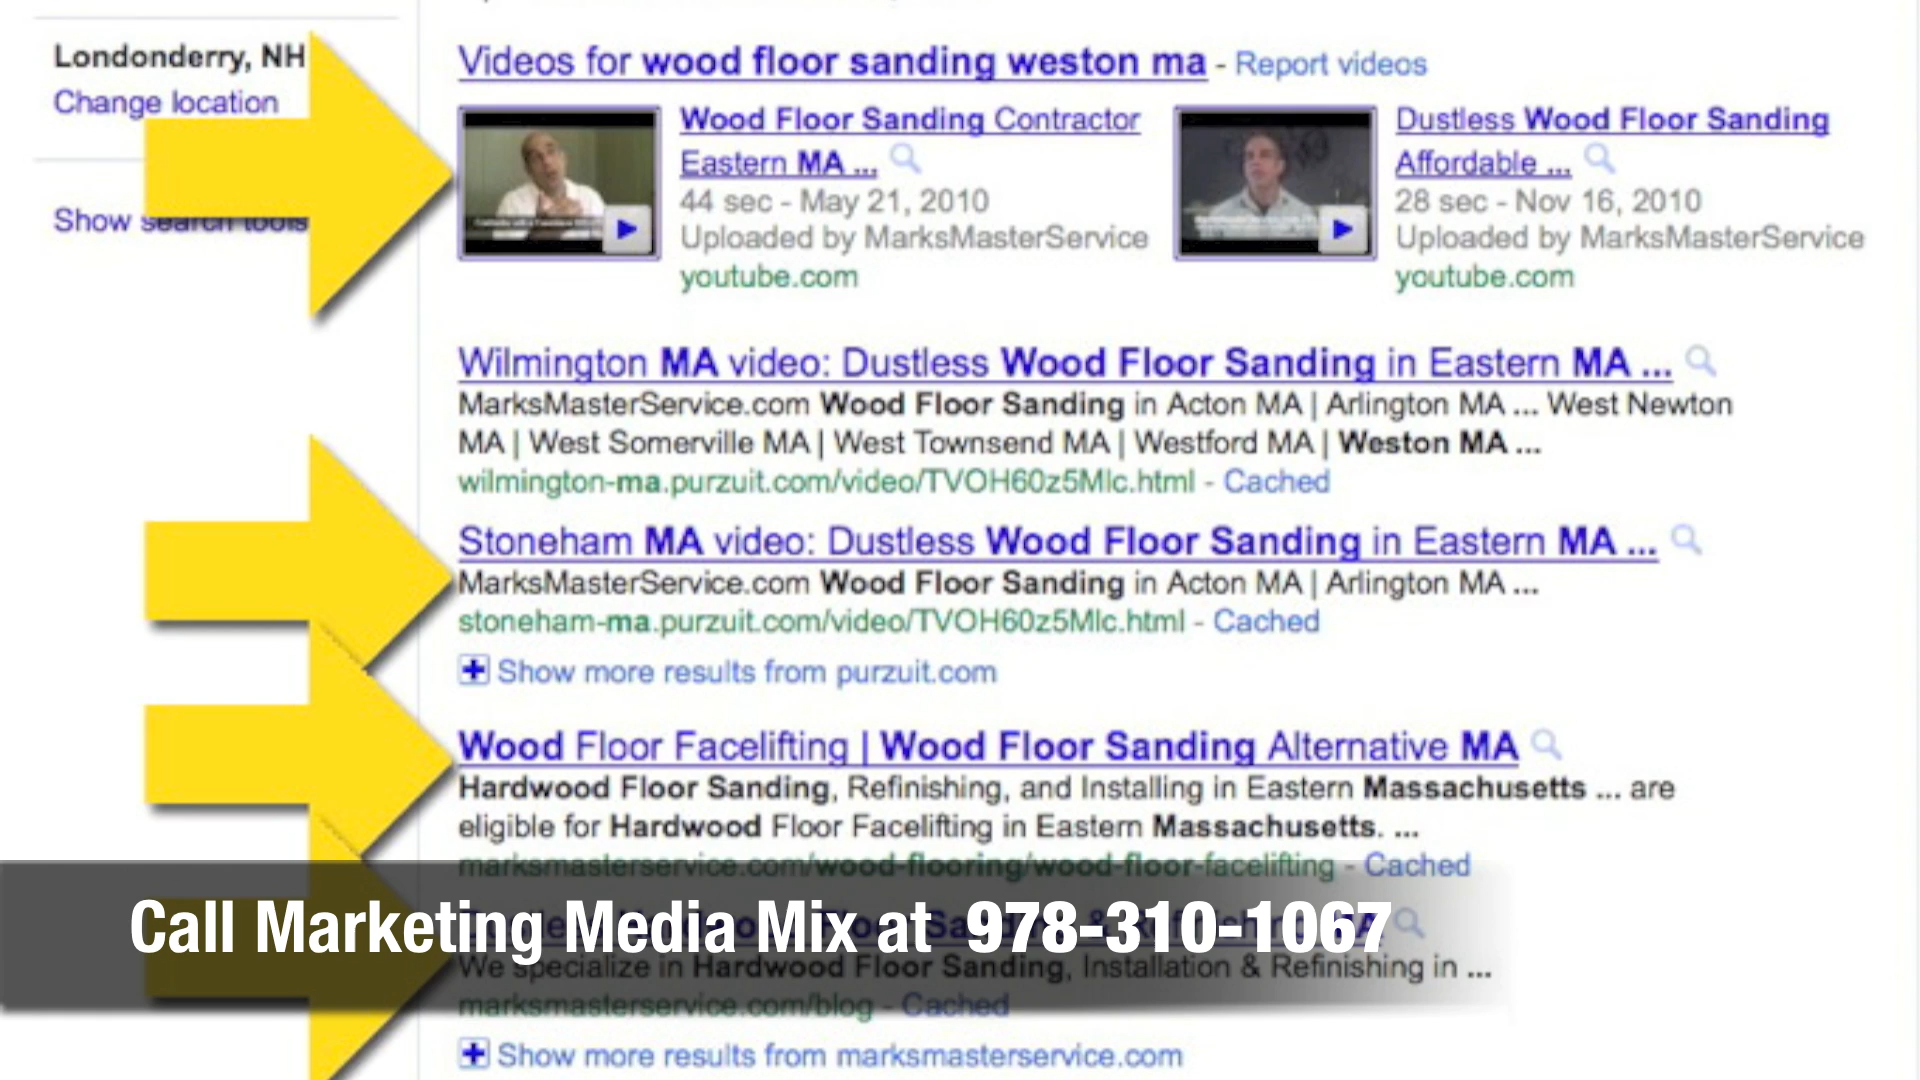 Londonderry, NH
Change location
Show search tools
Videos for wood floor sanding weston ma - Report videos
Wood Floor Sanding Contractor
Eastern MA ...
44 sec - May 21, 2010
Uploaded by MarksMasterService
youtube.com
Dustless Wood Floor Sanding
Affordable ...
28 sec - Nov 16, 2010
Uploaded by MarksMasterService
youtube.com
Wilmington MA video: Dustless Wood Floor Sanding in Eastern MA ...
MarksMasterService.com Wood Floor Sanding in Acton MA | Arlington MA ... West Newton
MA | West Somerville MA | West Townsend MA | Westford MA | Weston MA ...
wilmington-ma.purzuit.com/video/TVOH60z5Mlc.html - Cached
Stoneham MA video: Dustless Wood Floor Sanding in Eastern MA ...
MarksMasterService.com Wood Floor Sanding in Acton MA | Arlington MA ...
stoneham-ma.purzuit.com/video/TVOH60z5Mlc.html - Cached
Show more results from purzuit.com
Wood Floor Facelifting | Wood Floor Sanding Alternative MA
Hardwood Floor Sanding, Refinishing, and Installing in Eastern Massachusetts ... are
eligible for Hardwood Floor Facelifting in Eastern Massachusetts. ...
marksmasterservice.com/wood-flooring/wood-floor-facelifting - Cached
Call Marketing Media Mix at 978-310-1067
We specialize in Hardwood Floor Sanding, Installation & Refinishing in ...
marksmasterservice.com/blog - Cached
Show more results from marksmasterservice.com